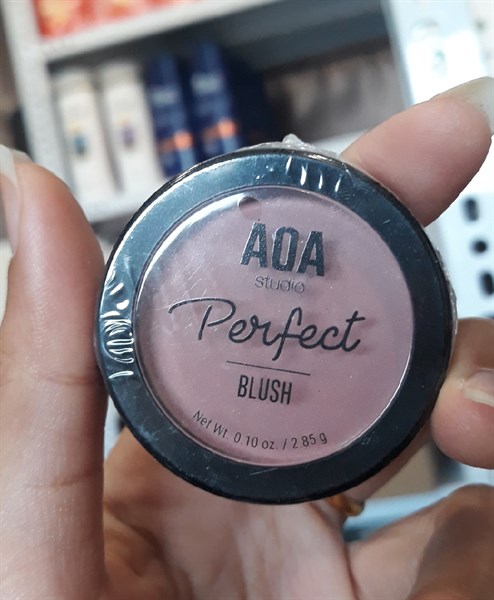 AOA
studio
Perfect
BLUSH
Net Wt. 0.10 oz. / 2.85 g